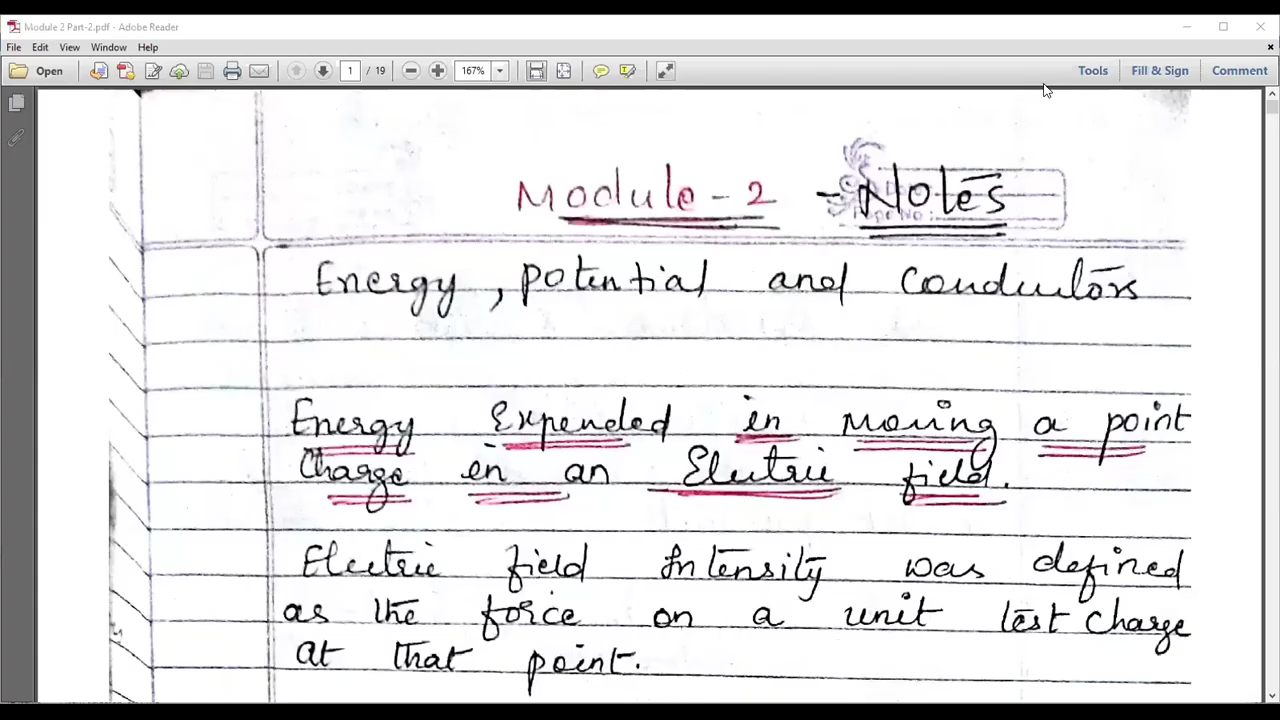 Module 2 Part-2.pdf - Adobe Reader
File Edit View Window Help
Open 1 / 19 167% Tools Fill & Sign Comment
Module - 2 - Notes
Energy, potential and Conductors
Energy Expended in Moving a point
Charge in an Electric field.
Electric field Intensity was defined
as the force on a unit test charge
at that point.